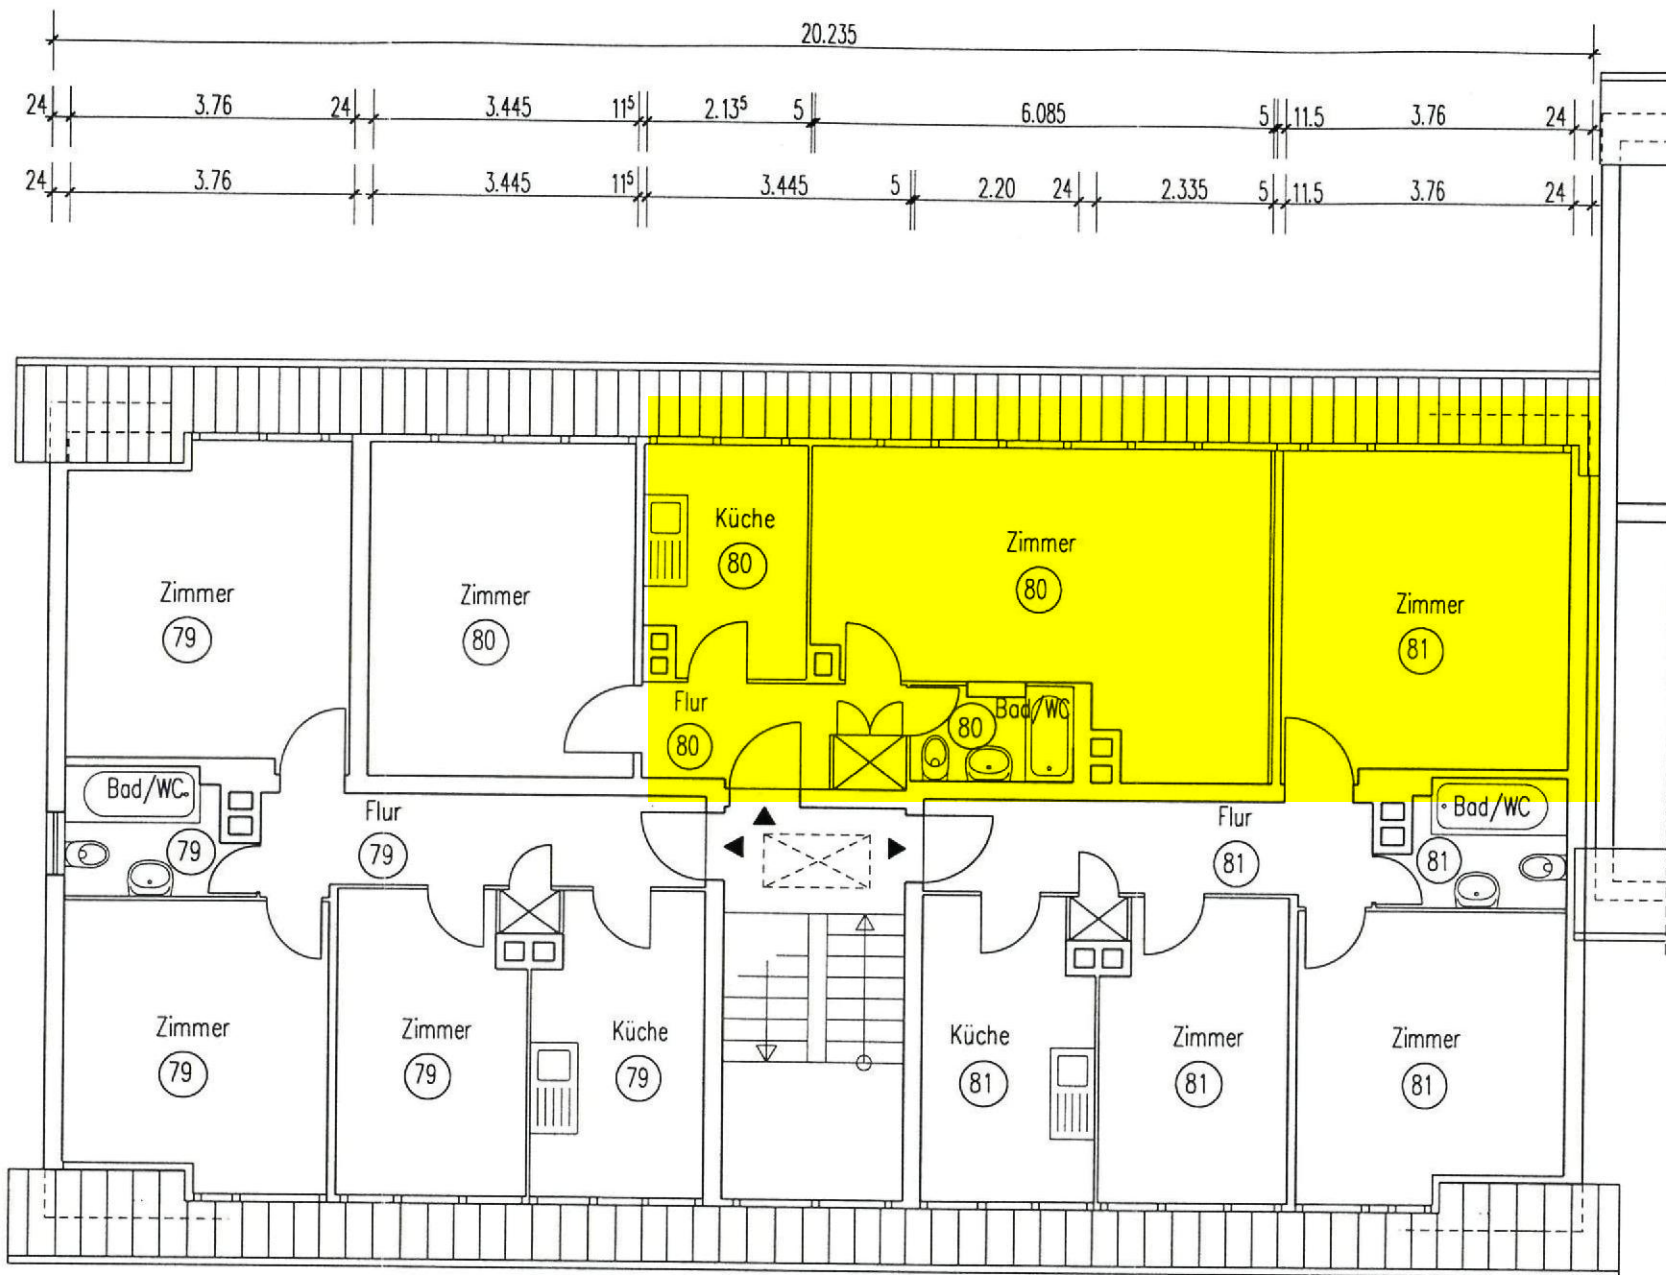 20.235
24 3.76 24 3.445 11⁵ 2.13⁵ 5 6.085 5 11.5 3.76 24
24 3.76 3.445 11⁵ 3.445 5 2.20 24 2.335 5 11.5 3.76 24
Küche
80
Zimmer
80
Zimmer
79
Zimmer
80
Zimmer
81
Flur
80
80
Bad/WC
Bad/WC
79
Flur
79
Flur
81
Bad/WC
81
Zimmer
79
Zimmer
79
Küche
79
Küche
81
Zimmer
81
Zimmer
81